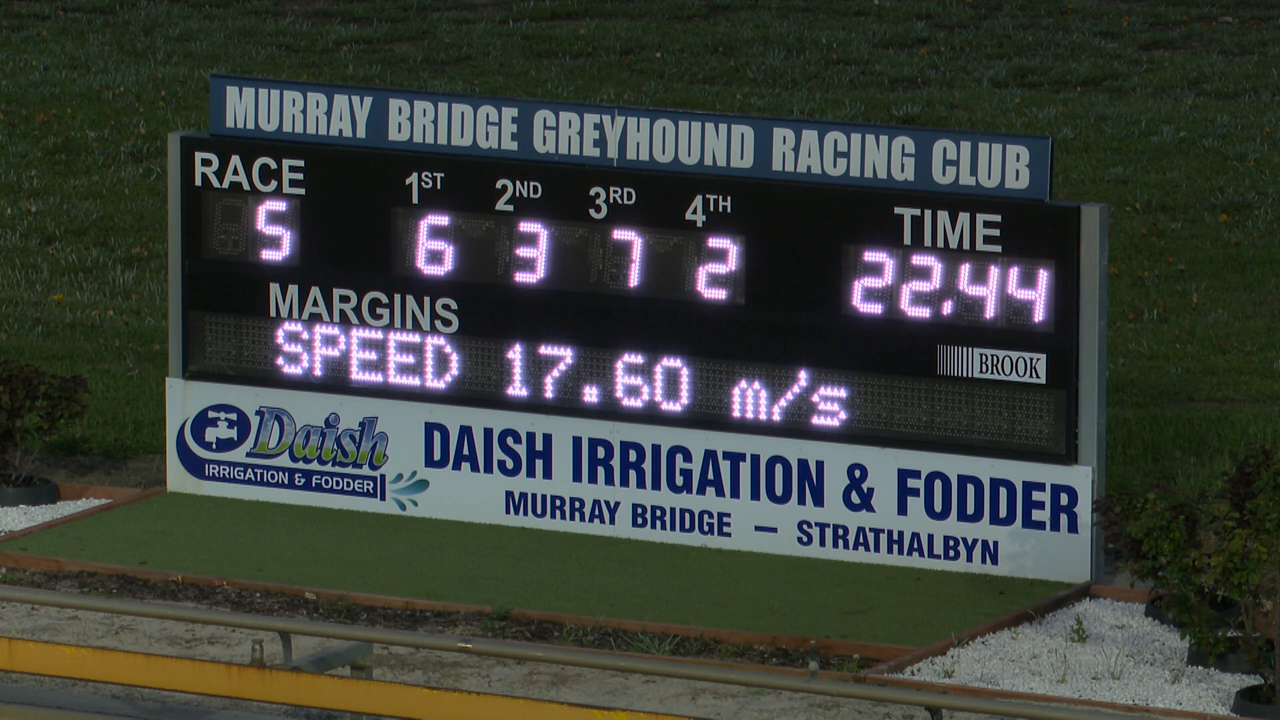 MURRAY BRIDGE GREYHOUND RACING CLUB
RACE 1ST 2ND 3RD 4TH TIME
5 6 3 7 2 22.44
MARGINS
BROOK
SPEED 17.60 m/s
Daish
IRRIGATION & FODDER
DAISH IRRIGATION & FODDER
MURRAY BRIDGE – STRATHALBYN